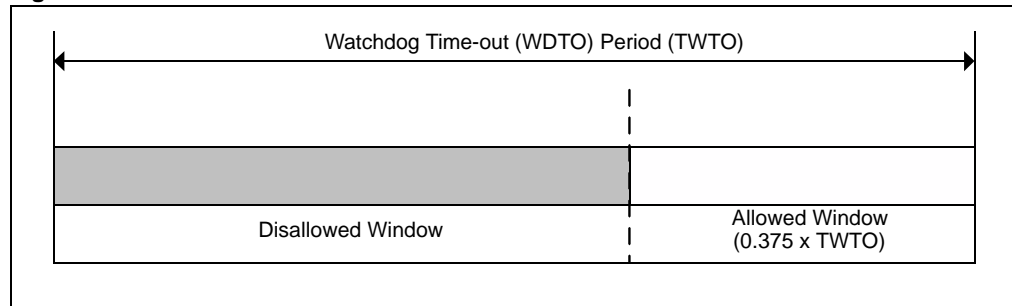 Watchdog Time-out (WDTO) Period (TWTO)
Disallowed Window
Allowed Window
(0.375 x TWTO)